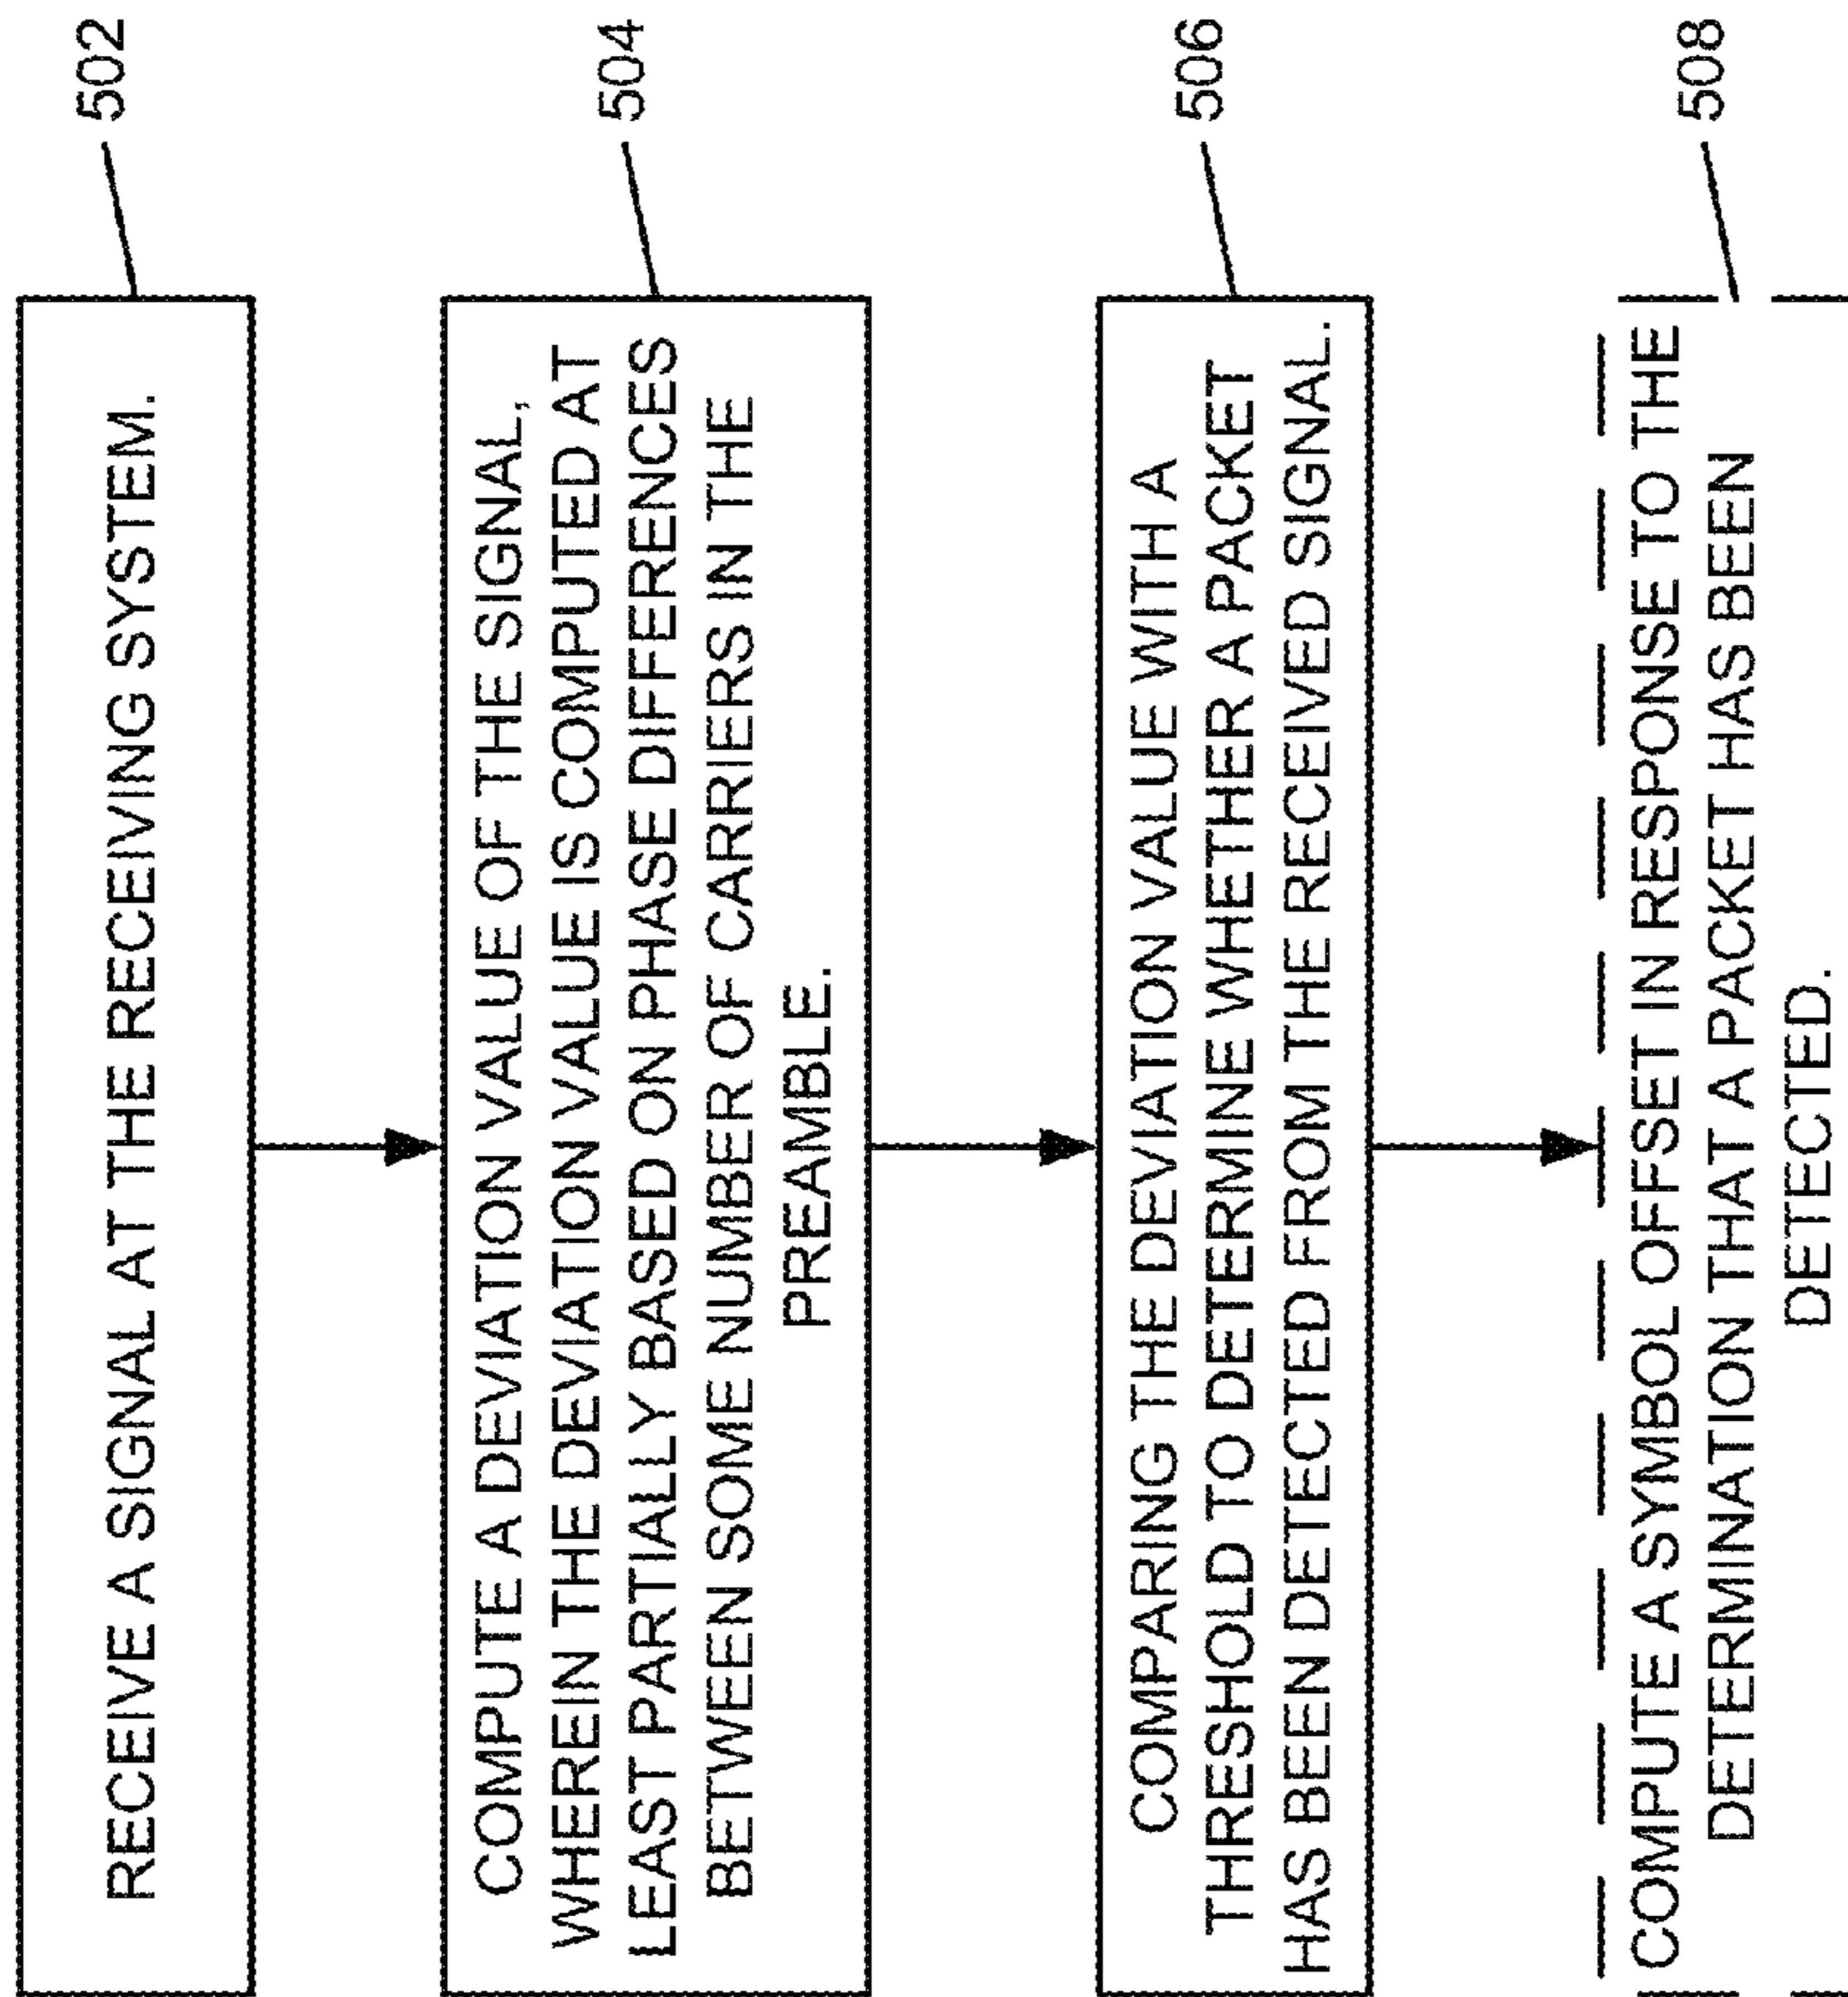 RECEIVE A SIGNAL AT THE RECEIVING SYSTEM.
502
COMPUTE A DEVIATION VALUE OF THE SIGNAL,
WHEREIN THE DEVIATION VALUE IS COMPUTED AT
LEAST PARTIALLY BASED ON PHASE DIFFERENCES
BETWEEN SOME NUMBER OF CARRIERS IN THE
PREAMBLE.
504
COMPARING THE DEVIATION VALUE WITH A
THRESHOLD TO DETERMINE WHETHER A PACKET
HAS BEEN DETECTED FROM THE RECEIVED SIGNAL.
506
COMPUTE A SYMBOL OFFSET IN RESPONSE TO THE
DETERMINATION THAT A PACKET HAS BEEN
DETECTED.
508